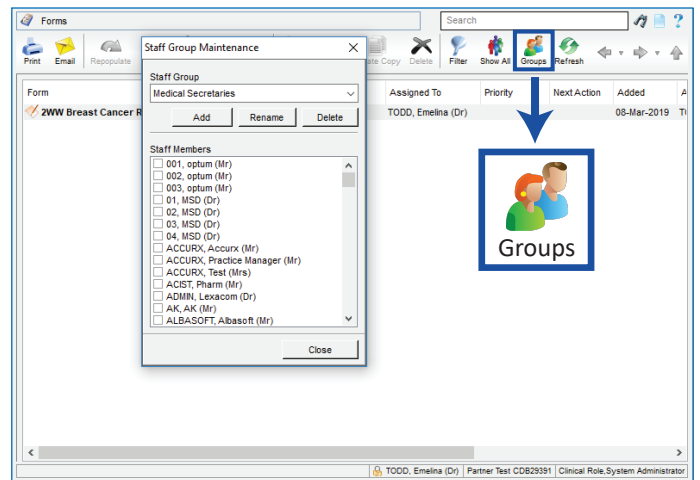 Forms
Search
Print Email Repopulate
Copy Delete Filter Show All Groups Refresh
Staff Group Maintenance
Staff Group
Medical Secretaries
Add Rename Delete
Staff Members
001, optum (Mr)
002, optum (Mr)
003, optum (Mr)
01, MSD (Dr)
02, MSD (Dr)
03, MSD (Dr)
04, MSD (Dr)
ACCURX, Accurx (Mr)
ACCURX, Practice Manager (Mr)
ACCURX, Test (Mrs)
ACIST, Pharm (Mr)
ADMIN, Lexacom (Dr)
AK, AK (Mr)
ALBASOFT, Albasoft (Mr)
Close
Form Assigned To Priority Next Action Added
2WW Breast Cancer R TODD, Emelina (Dr) 08-Mar-2019
Groups
TODD, Emelina (Dr) Partner Test CDB29391 Clinical Role,System Administrator